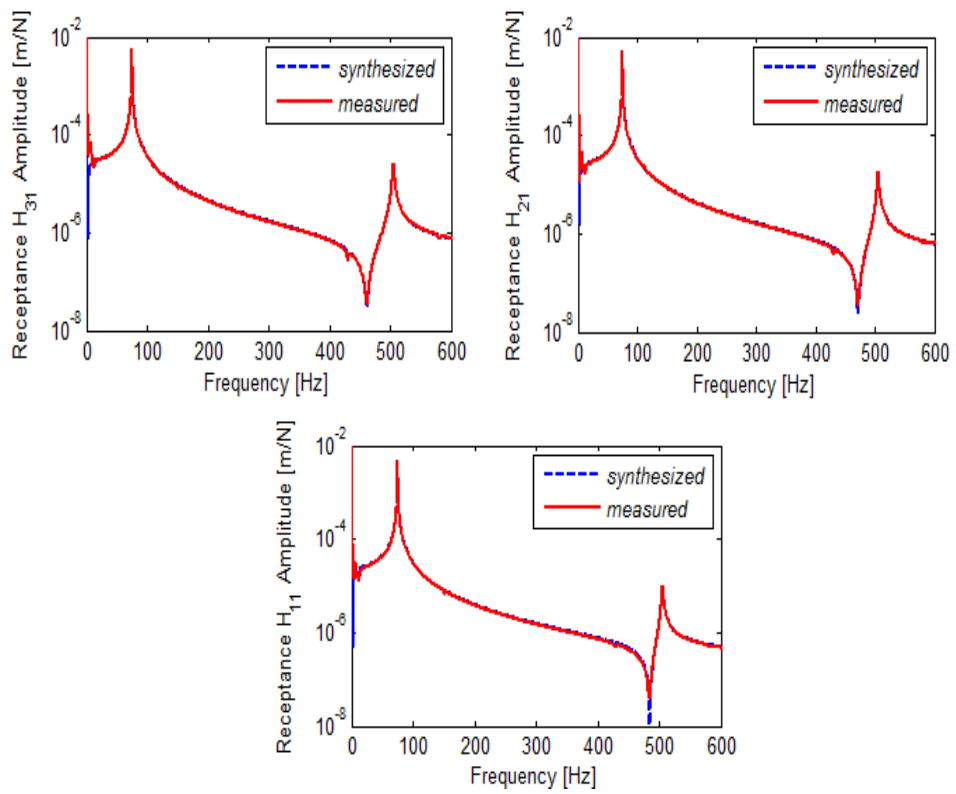 Receptance H31 Amplitude [m/N]
10-2
10-4
10-6
10-8
synthesized
measured
0 100 200 300 400 500 600
Frequency [Hz]
Receptance H21 Amplitude [m/N]
10-2
10-4
10-6
10-8
synthesized
measured
0 100 200 300 400 500 600
Frequency [Hz]
Receptance H11 Amplitude [m/N]
10-2
10-4
10-6
10-8
synthesized
measured
0 100 200 300 400 500 600
Frequency [Hz]